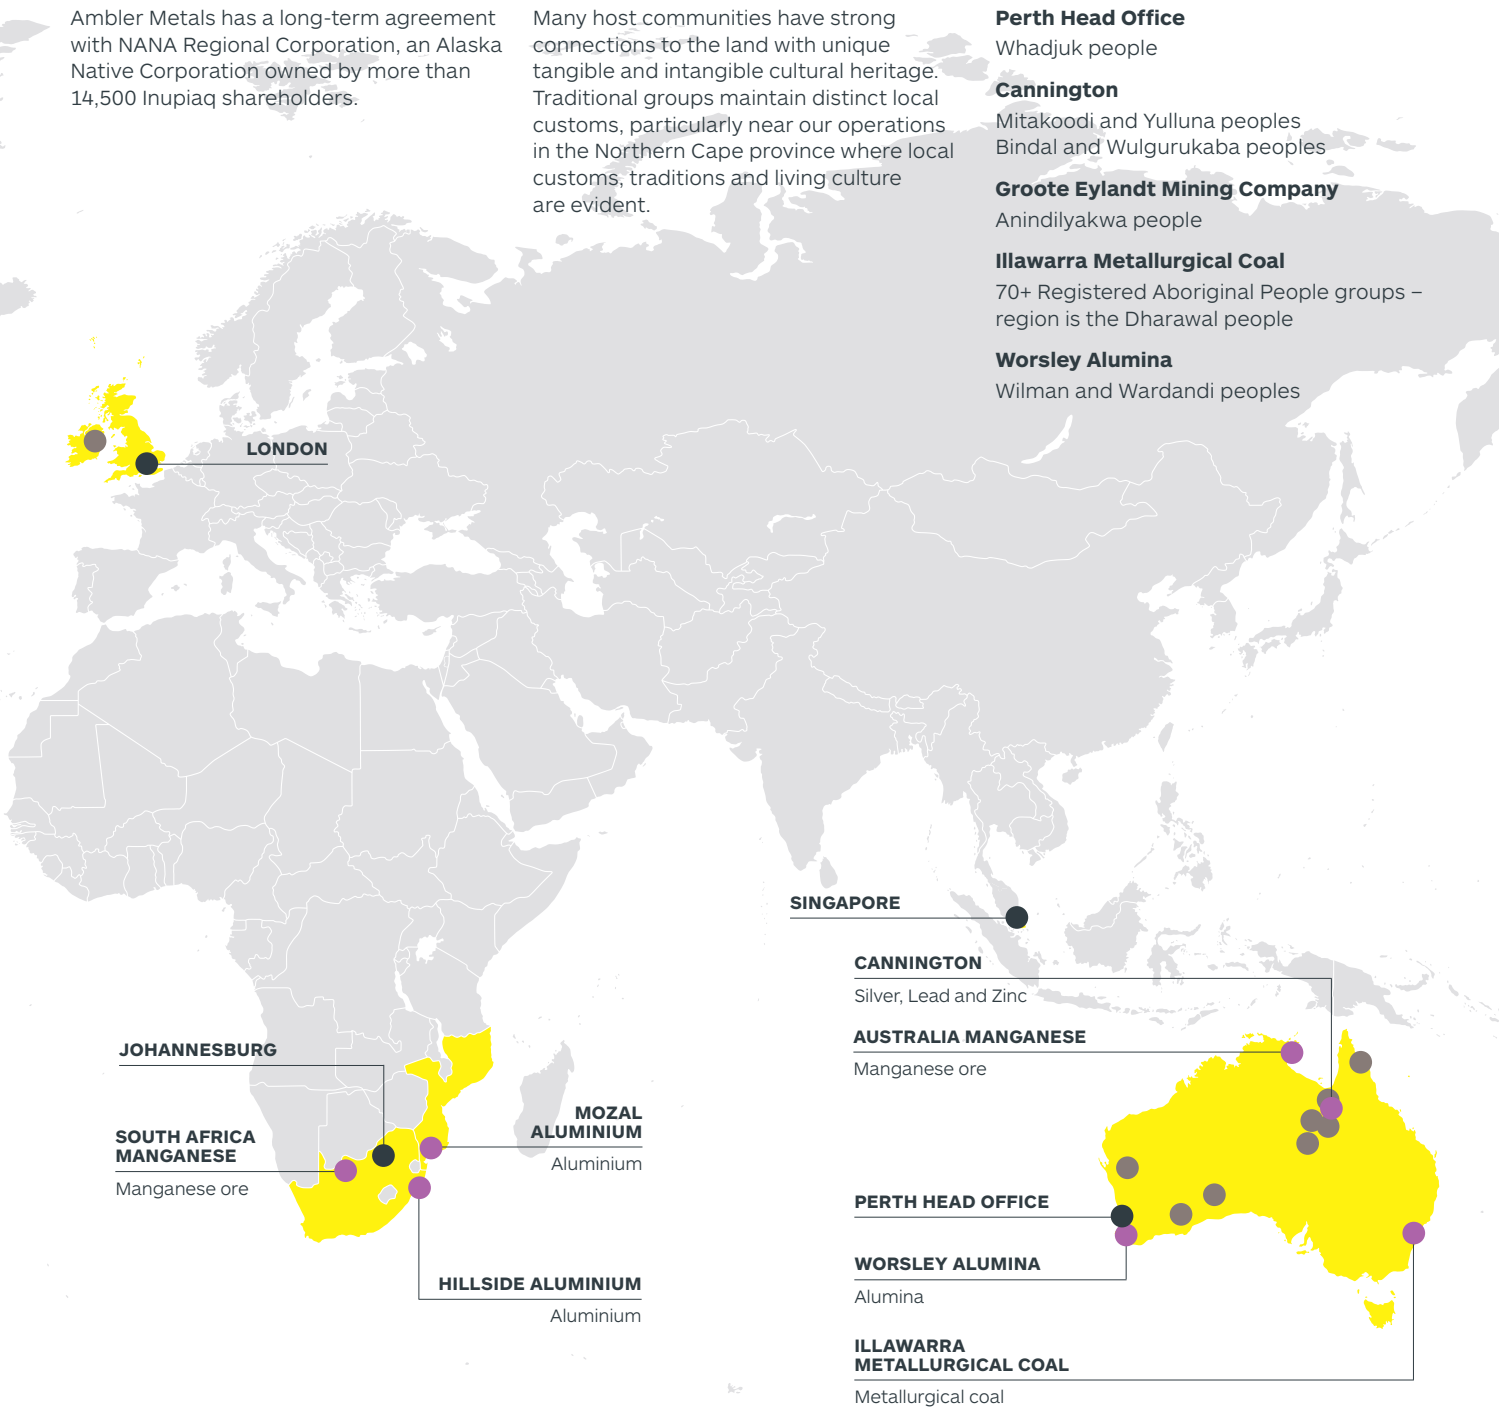 Ambler Metals has a long-term agreement
with NANA Regional Corporation, an Alaska
Native Corporation owned by more than
14,500 Inupiaq shareholders.
Many host communities have strong
connections to the land with unique
tangible and intangible cultural heritage.
Traditional groups maintain distinct local
customs, particularly near our operations
in the Northern Cape province where local
customs, traditions and living culture
are evident.
Perth Head Office
Whadjuk people
Cannington
Mitakoodi and Yulluna peoples
Bindal and Wulgurukaba peoples
Groote Eylandt Mining Company
Anindilyakwa people
Illawarra Metallurgical Coal
70+ Registered Aboriginal People groups –
region is the Dharawal people
Worsley Alumina
Wilman and Wardandi peoples
LONDON
JOHANNESBURG
SOUTH AFRICA
MANGANESE
Manganese ore
MOZAL
ALUMINIUM
Aluminium
HILLSIDE ALUMINIUM
Aluminium
SINGAPORE
CANNINGTON
Silver, Lead and Zinc
AUSTRALIA MANGANESE
Manganese ore
PERTH HEAD OFFICE
WORSLEY ALUMINA
Alumina
ILLAWARRA
METALLURGICAL COAL
Metallurgical coal